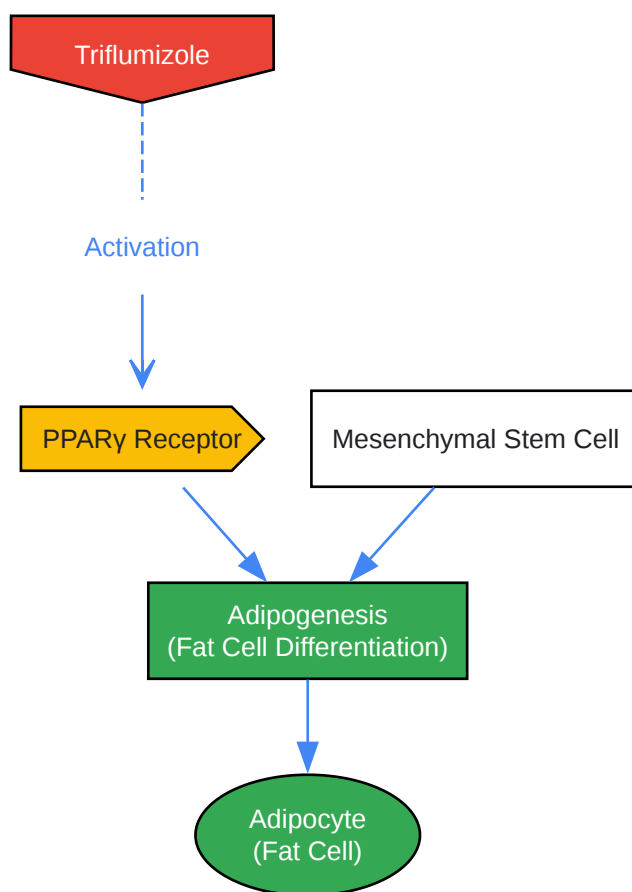 Triflumizole
Activation
PPARγ Receptor
Mesenchymal Stem Cell
Adipogenesis
(Fat Cell Differentiation)
Adipocyte
(Fat Cell)